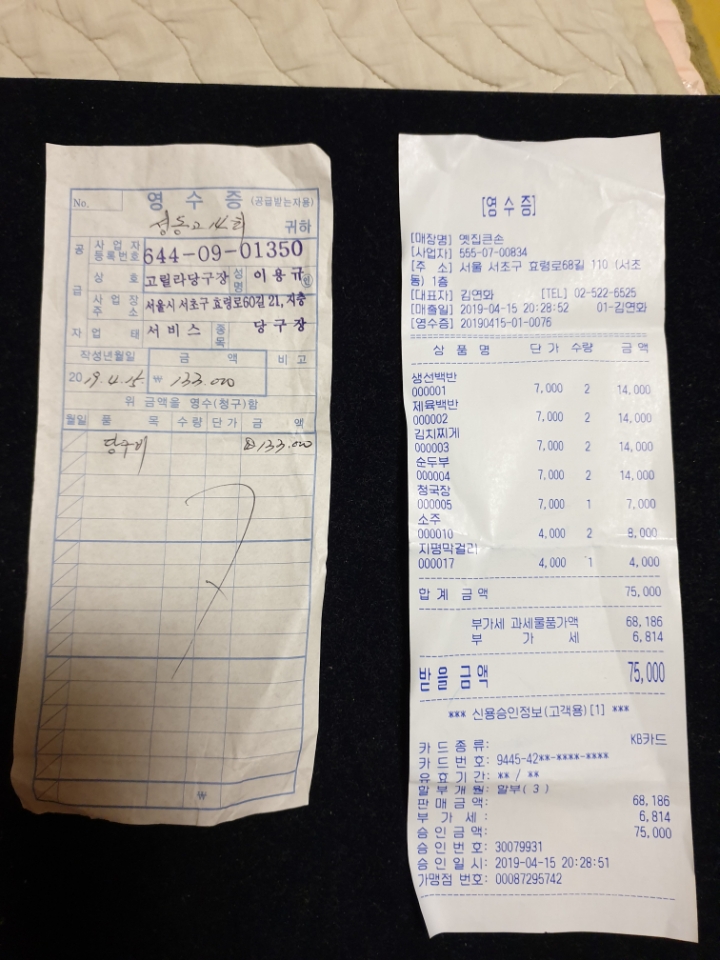 No.
영 수 증 (공급받는자용)
귀하
공급자
사업자등록번호 644-09-01350
상호 고릴라당구장 성명 이용규
사업장주소 서울시 서초구 효령로60길 21, 지층
업태 서비스 종목 당구장
작성년월일 금 액 비 고
2019.4.15 ₩ 133.000
위 금액을 영수(청구)함
월일 품 목 수량 단가 금 액
당구비 ₩133.000
₩
[영수증]
[매장명] 옛집큰손
[사업자] 555-07-00834
[주 소] 서울 서초구 효령로68길 110 (서초
동) 1층
[대표자] 김연화 [TEL] 02-522-6525
[매출일] 2019-04-15 20:28:52 01-김연화
[영수증] 20190415-01-0076
상 품 명 단 가 수량 금 액
생선백반
000001 7,000 2 14,000
제육백반
000002 7,000 2 14,000
김치찌게
000003 7,000 2 14,000
순두부
000004 7,000 2 14,000
청국장
000005 7,000 1 7,000
소주
000010 4,000 2 8,000
지평막걸리
000017 4,000 1 4,000
합 계 금 액 75,000
부가세 과세물품가액 68,186
부 가 세 6,814
받을 금액 75,000
*** 신용승인정보(고객용)[1] ***
카 드 종 류: KB카드
카 드 번 호: 9445-42**-****-****
유 효 기 간: ** / **
할 부 개 월: 할부( 3 )
판 매 금 액: 68,186
부 가 세 : 6,814
승 인 금 액: 75,000
승 인 번 호: 30079931
승 인 일 시: 2019-04-15 20:28:51
가맹점 번호: 00087295742